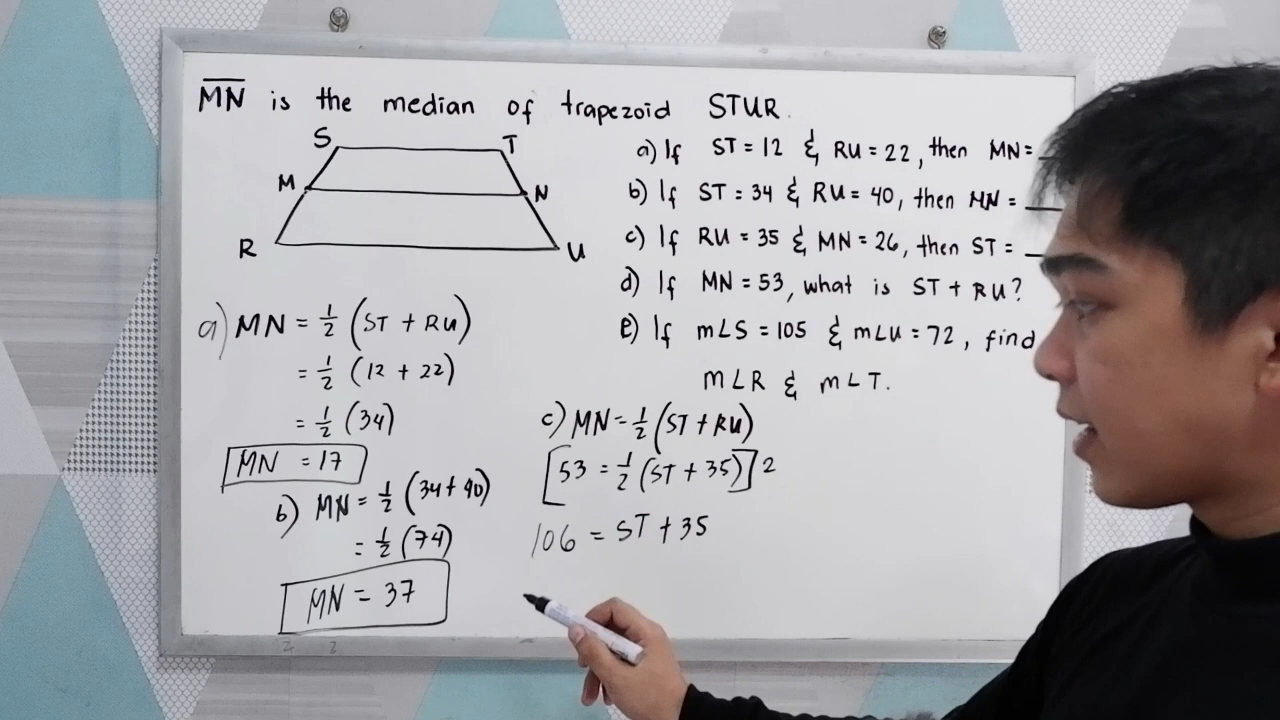 MN is the median of trapezoid STUR.
S T
M N
R U
a) If ST = 12 & RU = 22, then MN =
b) If ST = 34 & RU = 40, then MN = __
c) If RU = 35 & MN = 26, then ST = _
d) If MN = 53, what is ST + RU?
e) If m∠S = 105 & m∠U = 72, find
m∠R & m∠T.
a) MN = 1/2 (ST + RU)
= 1/2 (12 + 22)
= 1/2 (34)
MN = 17
b) MN = 1/2 (34 + 40)
= 1/2 (74)
MN = 37
c) MN = 1/2 (ST + RU)
[53 = 1/2 (ST + 35)] 2
106 = ST + 35